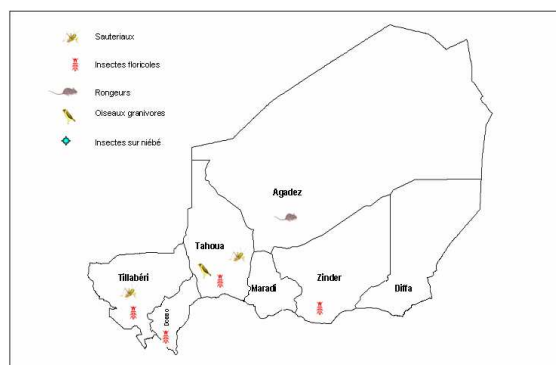 Sauteriaux
Insectes floricoles
Rongeurs
Oiseaux granivores
Insectes sur niébé
Agadez
Tahoua
Tillabéri
Maradi
Zinder
Diffa
Dosso